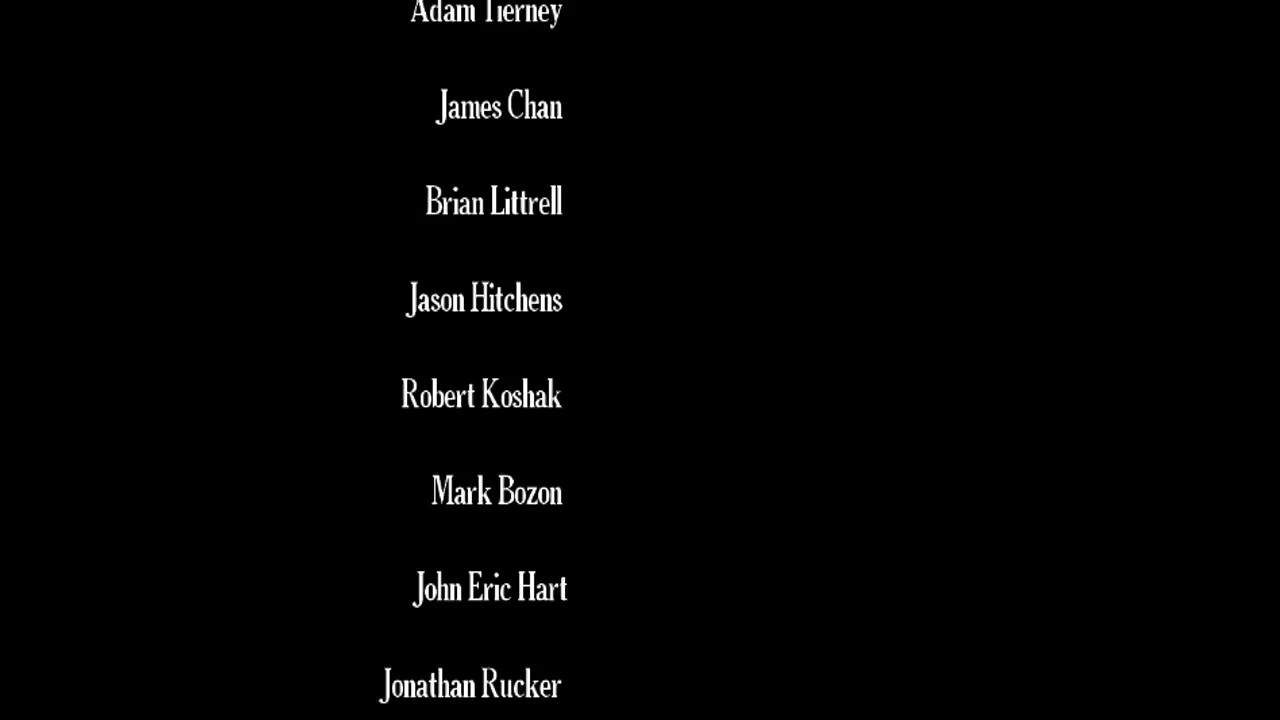 Adam Tierney
James Chan
Brian Littrell
Jason Hitchens
Robert Koshak
Mark Bozon
John Eric Hart
Jonathan Rucker